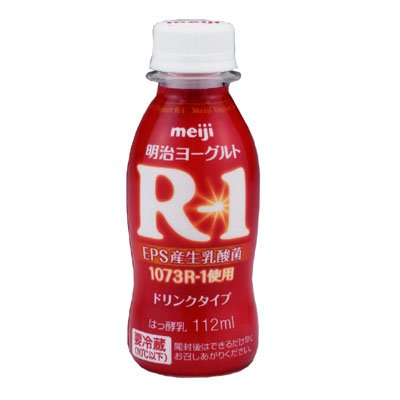 meiji
明治ヨーグルト
R-1
EPS産生乳酸菌
1073R-1使用
ドリンクタイプ
はっ酵乳 112ml
要冷蔵
(10℃以下)
開封後はできるだけ早く
お召しあがりください。